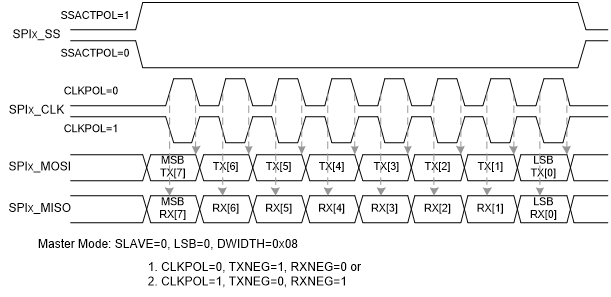 SSACTPOL=1
SPIx_SS
SSACTPOL=0
CLKPOL=0
SPIx_CLK
CLKPOL=1
SPIx_MOSI MSB TX[7] TX[6] TX[5] TX[4] TX[3] TX[2] TX[1] LSB TX[0]
SPIx_MISO MSB RX[7] RX[6] RX[5] RX[4] RX[3] RX[2] RX[1] LSB RX[0]
Master Mode: SLAVE=0, LSB=0, DWIDTH=0x08
1. CLKPOL=0, TXNEG=1, RXNEG=0 or
2. CLKPOL=1, TXNEG=0, RXNEG=1